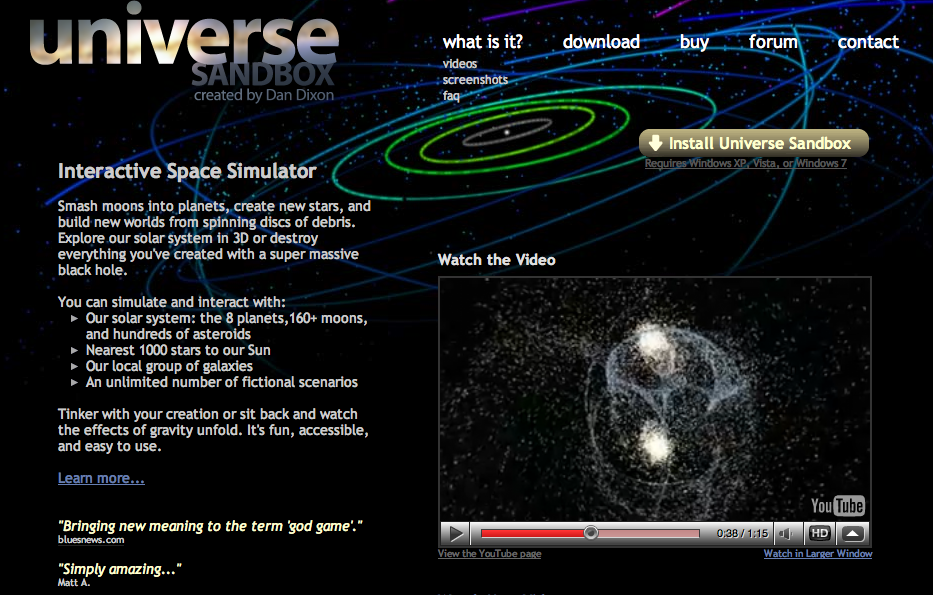 universe
SANDBOX
created by Dan Dixon
what is it? download buy forum contact
videos
screenshots
faq
Install Universe Sandbox
Requires Windows XP, Vista, or Windows 7
Interactive Space Simulator
Smash moons into planets, create new stars, and
build new worlds from spinning discs of debris.
Explore our solar system in 3D or destroy
everything you've created with a super massive
black hole.
You can simulate and interact with:
Our solar system: the 8 planets,160+ moons,
and hundreds of asteroids
Nearest 1000 stars to our Sun
Our local group of galaxies
An unlimited number of fictional scenarios
Tinker with your creation or sit back and watch
the effects of gravity unfold. It's fun, accessible,
and easy to use.
Learn more...
"Bringing new meaning to the term 'god game'."
bluesnews.com
"Simply amazing..."
Matt A.
Watch the Video
YouTube
0:38 / 1:15 HD
View the YouTube page
Watch in Larger Window